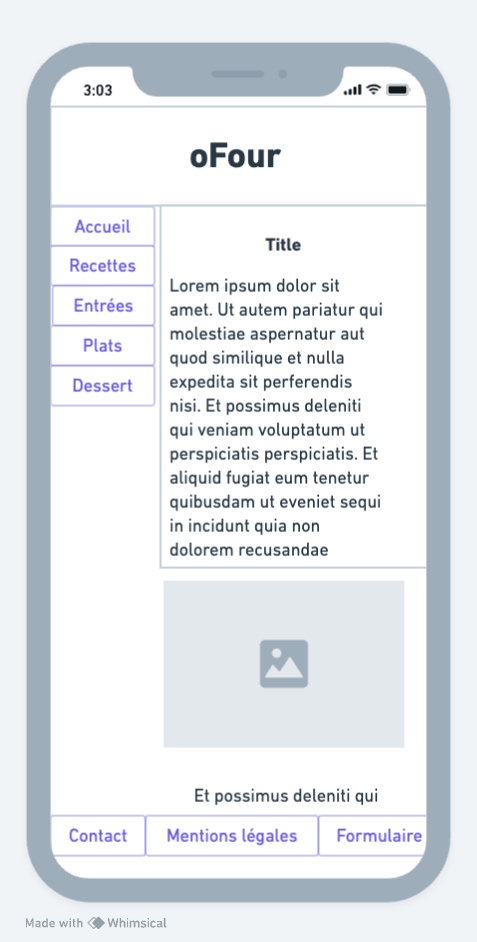 3:03
oFour
Accueil
Recettes
Entrées
Plats
Dessert
Title
Lorem ipsum dolor sit
amet. Ut autem pariatur qui
molestiae aspernatur aut
quod similique et nulla
expedita sit perferendis
nisi. Et possimus deleniti
qui veniam voluptatum ut
perspiciatis perspiciatis. Et
aliquid fugiat eum tenetur
quibusdam ut eveniet sequi
in incidunt quia non
dolorem recusandae
Et possimus deleniti qui
Contact
Mentions légales
Formulaire
Made with Whimsical